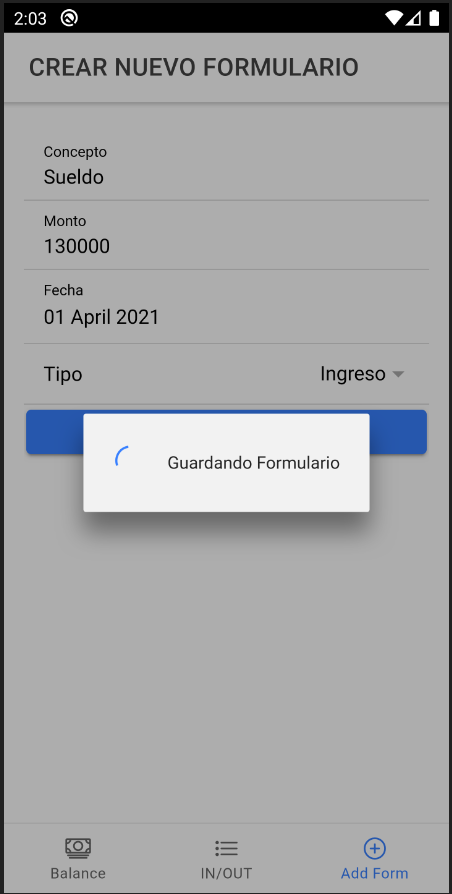 2:03
CREAR NUEVO FORMULARIO
Concepto
Sueldo
Monto
130000
Fecha
01 April 2021
Tipo
Ingreso
Guardando Formulario
Balance
IN/OUT
Add Form